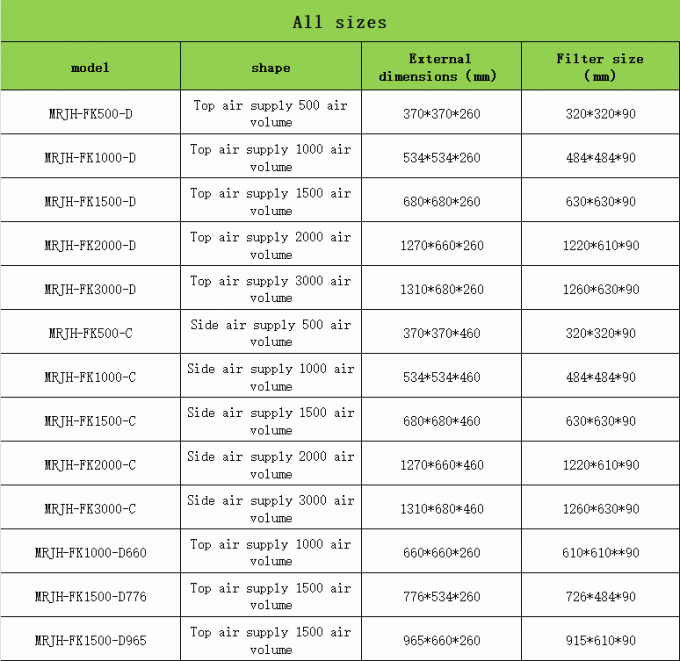 All sizes
model
shape
External
dimensions (mm)
Filter size
(mm)
MRJH-FK500-D
Top air supply 500 air
volume
370*370*260
320*320*90
MRJH-FK1000-D
Top air supply 1000 air
volume
534*534*260
484*484*90
MRJH-FK1500-D
Top air supply 1500 air
volume
680*680*260
630*630*90
MRJH-FK2000-D
Top air supply 2000 air
volume
1270*660*260
1220*610*90
MRJH-FK3000-D
Top air supply 3000 air
volume
1310*680*260
1260*630*90
MRJH-FK500-C
Side air supply 500 air
volume
370*370*460
320*320*90
MRJH-FK1000-C
Side air supply 1000 air
volume
534*534*460
484*484*90
MRJH-FK1500-C
Side air supply 1500 air
volume
680*680*460
630*630*90
MRJH-FK2000-C
Side air supply 2000 air
volume
1270*660*460
1220*610*90
MRJH-FK3000-C
Side air supply 3000 air
volume
1310*680*460
1260*630*90
MRJH-FK1000-D660
Top air supply 1000 air
volume
660*660*260
610*610**90
MRJH-FK1500-D776
Top air supply 1500 air
volume
776*534*260
726*484*90
MRJH-FK1500-D965
Top air supply 1500 air
volume
965*660*260
915*610*90